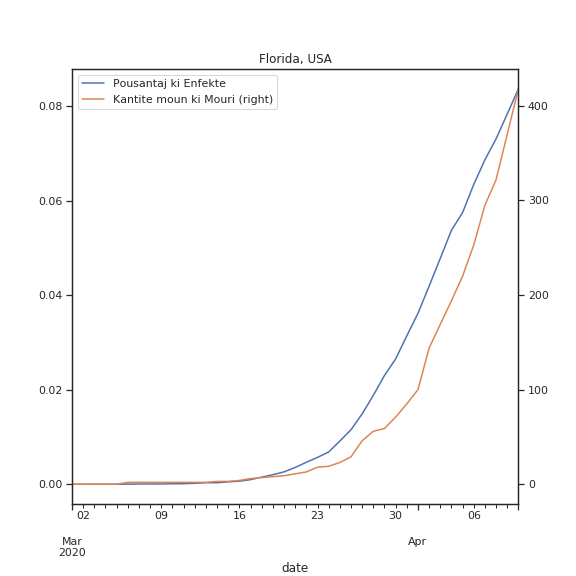 Florida, USA
Pousantaj ki Enfekte
Kantite moun ki Mouri (right)
0.08
0.06
0.04
0.02
0.00
400
300
200
100
0
02 09 16 23 30 06
Mar Apr
2020
date